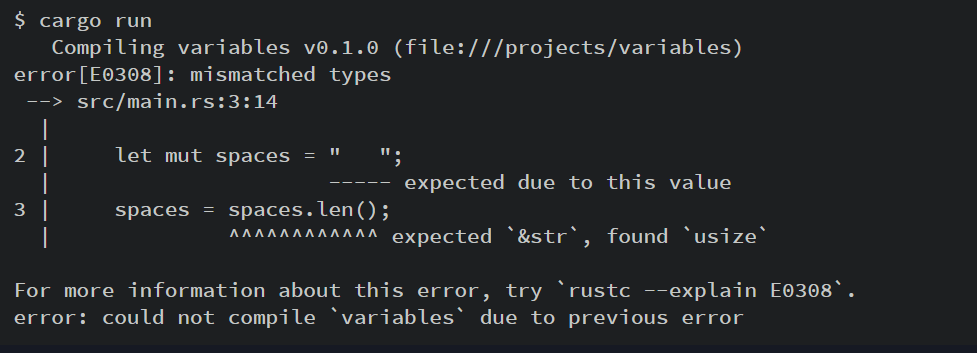 $ cargo run
   Compiling variables v0.1.0 (file:///projects/variables)
error[E0308]: mismatched types
 --> src/main.rs:3:14
  |
2 |     let mut spaces = "   ";
  |                      ----- expected due to this value
3 |     spaces = spaces.len();
  |              ^^^^^^^^^^^^ expected `&str`, found `usize`

For more information about this error, try `rustc --explain E0308`.
error: could not compile `variables` due to previous error